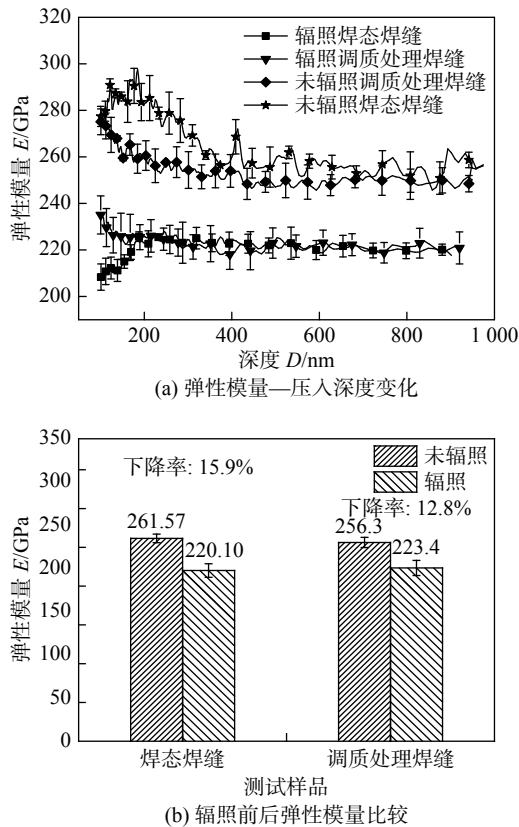 320
300
280
260
240
220
200
弹性模量 E/GPa
辐照焊态焊缝
辐照调质处理焊缝
未辐照调质处理焊缝
未辐照焊态焊缝
200 400 600 800 1 000
深度 D/nm
(a) 弹性模量—压入深度变化
350
300
250
200
150
100
50
0
弹性模量 E/GPa
下降率: 15.9%
未辐照
辐照
下降率: 12.8%
261.57
220.10
256.3
223.4
焊态焊缝 调质处理焊缝
测试样品
(b) 辐照前后弹性模量比较